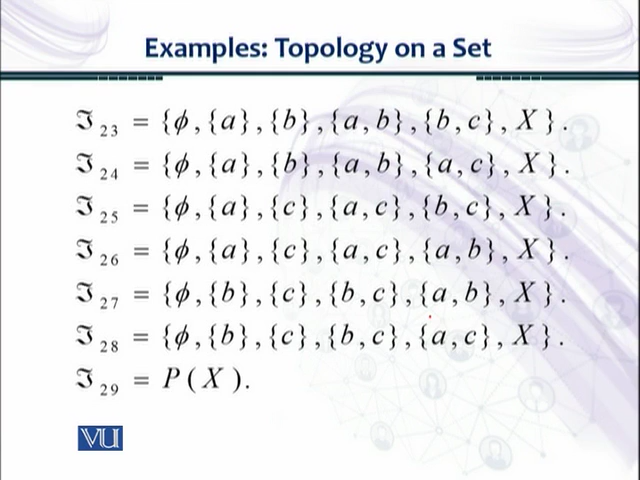 Examples: Topology on a Set
ℑ₂₃ = {ϕ, {a}, {b}, {a, b}, {b, c}, X}.
ℑ₂₄ = {ϕ, {a}, {b}, {a, b}, {a, c}, X}.
ℑ₂₅ = {ϕ, {a}, {c}, {a, c}, {b, c}, X}.
ℑ₂₆ = {ϕ, {a}, {c}, {a, c}, {a, b}, X}.
ℑ₂₇ = {ϕ, {b}, {c}, {b, c}, {a, b}, X}.
ℑ₂₈ = {ϕ, {b}, {c}, {b, c}, {a, c}, X}.
ℑ₂₉ = P(X).
VU